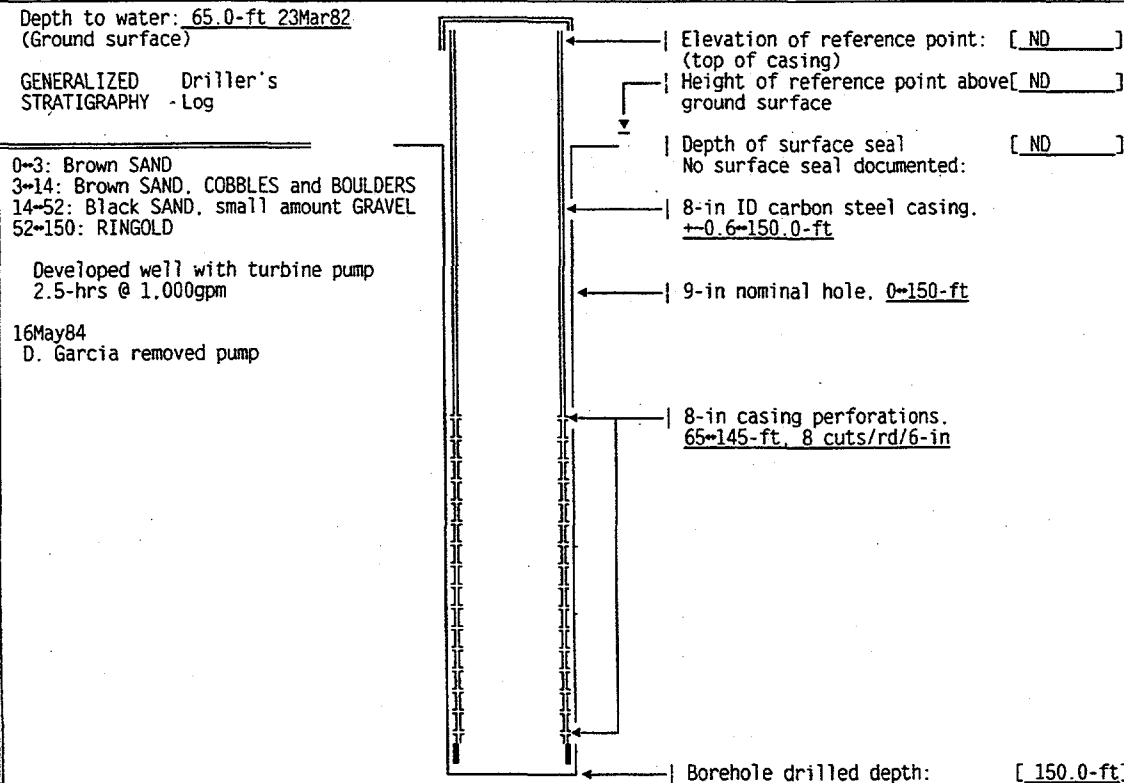 Depth to water: 65.0-ft 23Mar82
(Ground surface)
GENERALIZED Driller's
STRATIGRAPHY - Log
0↔3: Brown SAND
3↔14: Brown SAND, COBBLES and BOULDERS
14↔52: Black SAND, small amount GRAVEL
52↔150: RINGOLD
Developed well with turbine pump
2.5-hrs @ 1,000gpm
16May84
D. Garcia removed pump
Elevation of reference point: [ ND ]
(top of casing)
Height of reference point above[ ND ]
ground surface
Depth of surface seal [ ND ]
No surface seal documented:
8-in ID carbon steel casing.
+~0.6↔150.0-ft
9-in nominal hole. 0↔150-ft
8-in casing perforations.
65↔145-ft, 8 cuts/rd/6-in
Borehole drilled depth: [ 150.0-ft]